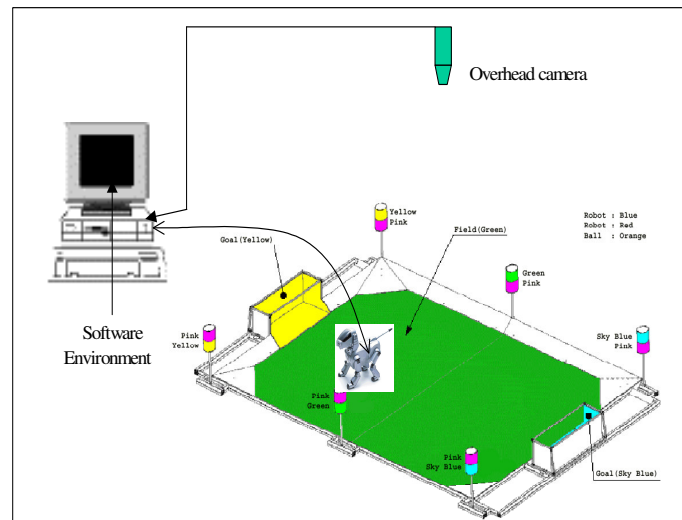 Overhead camera
Yellow
Pink
Field(Green)
Robot : Blue
Robot : Red
Ball : Orange
Goal(Yellow)
Green
Pink
Software
Environment
Pink
Yellow
Sky Blue
Pink
Pink
Green
Pink
Sky Blue
Goal(Sky Blue)